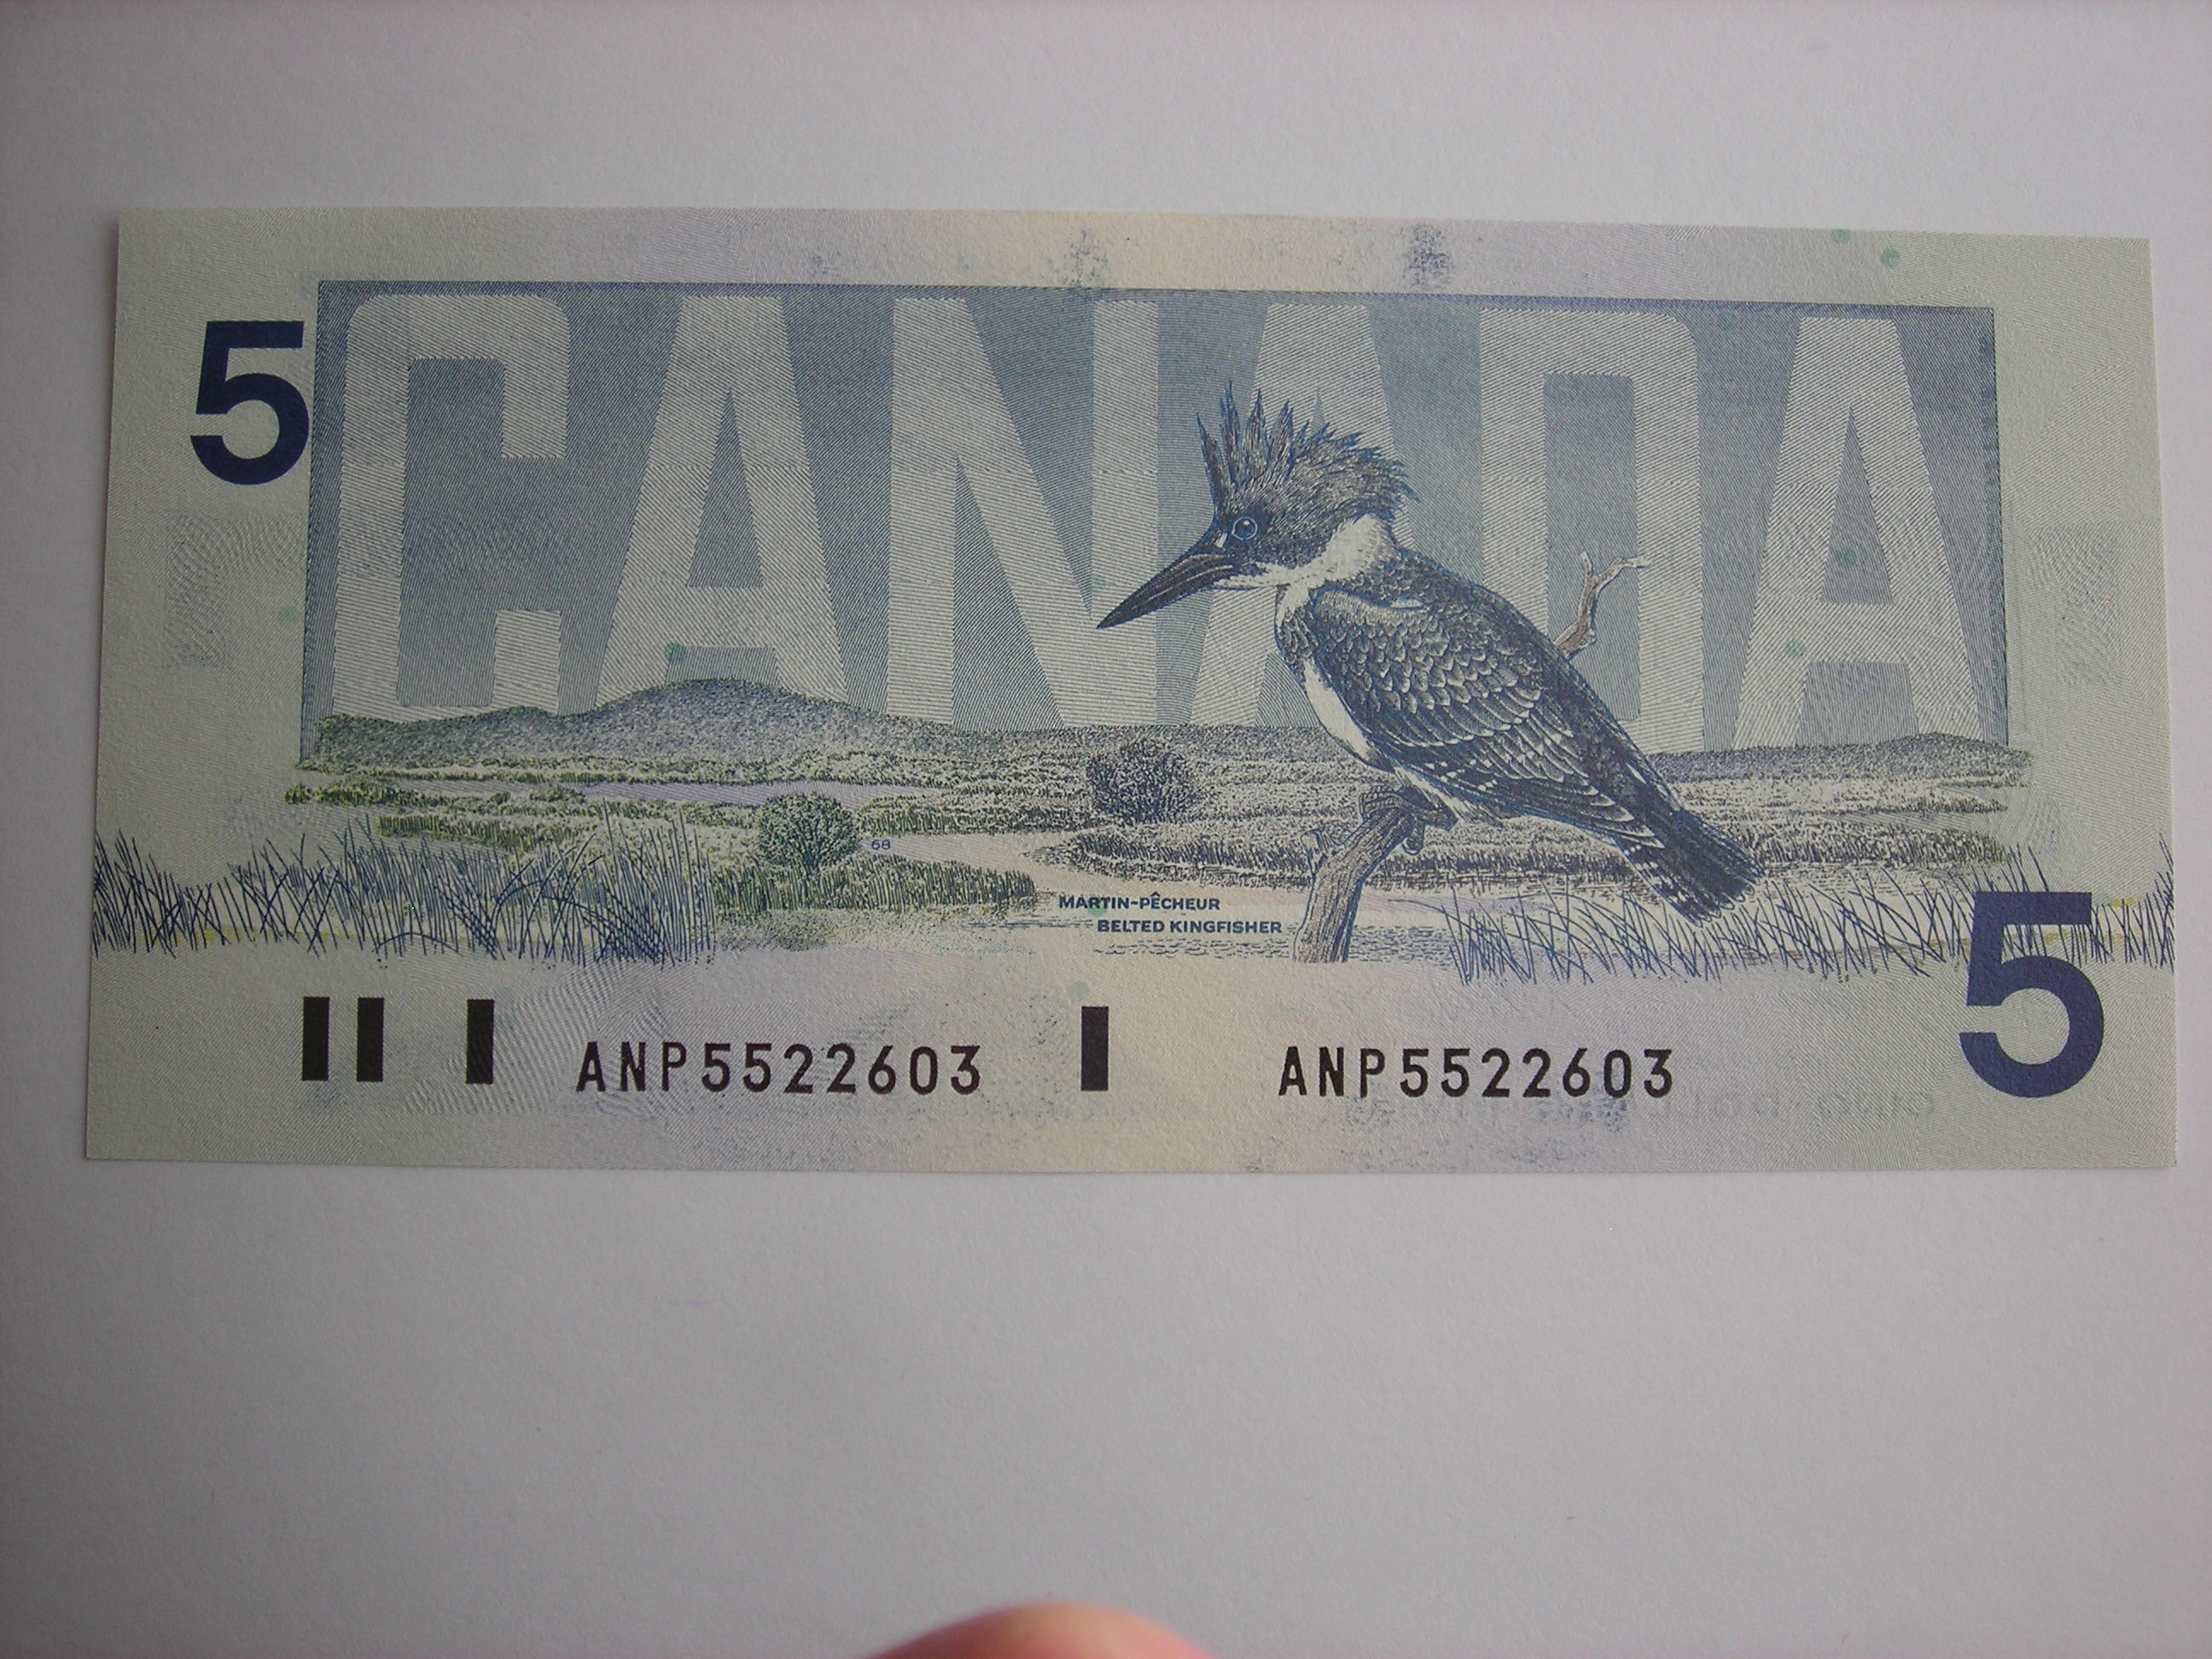 CANADA
5
68
MARTIN-PÊCHEUR
BELTED KINGFISHER
5
ANP5522603
ANP5522603